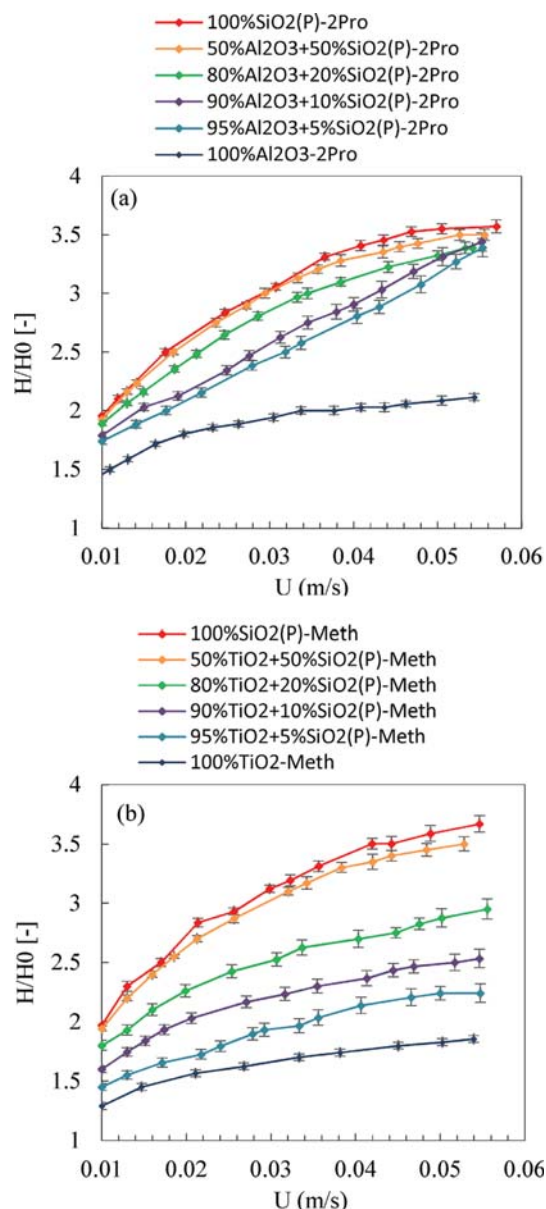 100%SiO2(P)-2Pro
50%Al2O3+50%SiO2(P)-2Pro
80%Al2O3+20%SiO2(P)-2Pro
90%Al2O3+10%SiO2(P)-2Pro
95%Al2O3+5%SiO2(P)-2Pro
100%Al2O3-2Pro
(a)
4
3.5
3
2.5
2
1.5
1
H/H0 [-]
0.01 0.02 0.03 0.04 0.05 0.06
U (m/s)
100%SiO2(P)-Meth
50%TiO2+50%SiO2(P)-Meth
80%TiO2+20%SiO2(P)-Meth
90%TiO2+10%SiO2(P)-Meth
95%TiO2+5%SiO2(P)-Meth
100%TiO2-Meth
(b)
4
3.5
3
2.5
2
1.5
1
H/H0 [-]
0.01 0.02 0.03 0.04 0.05 0.06
U (m/s)